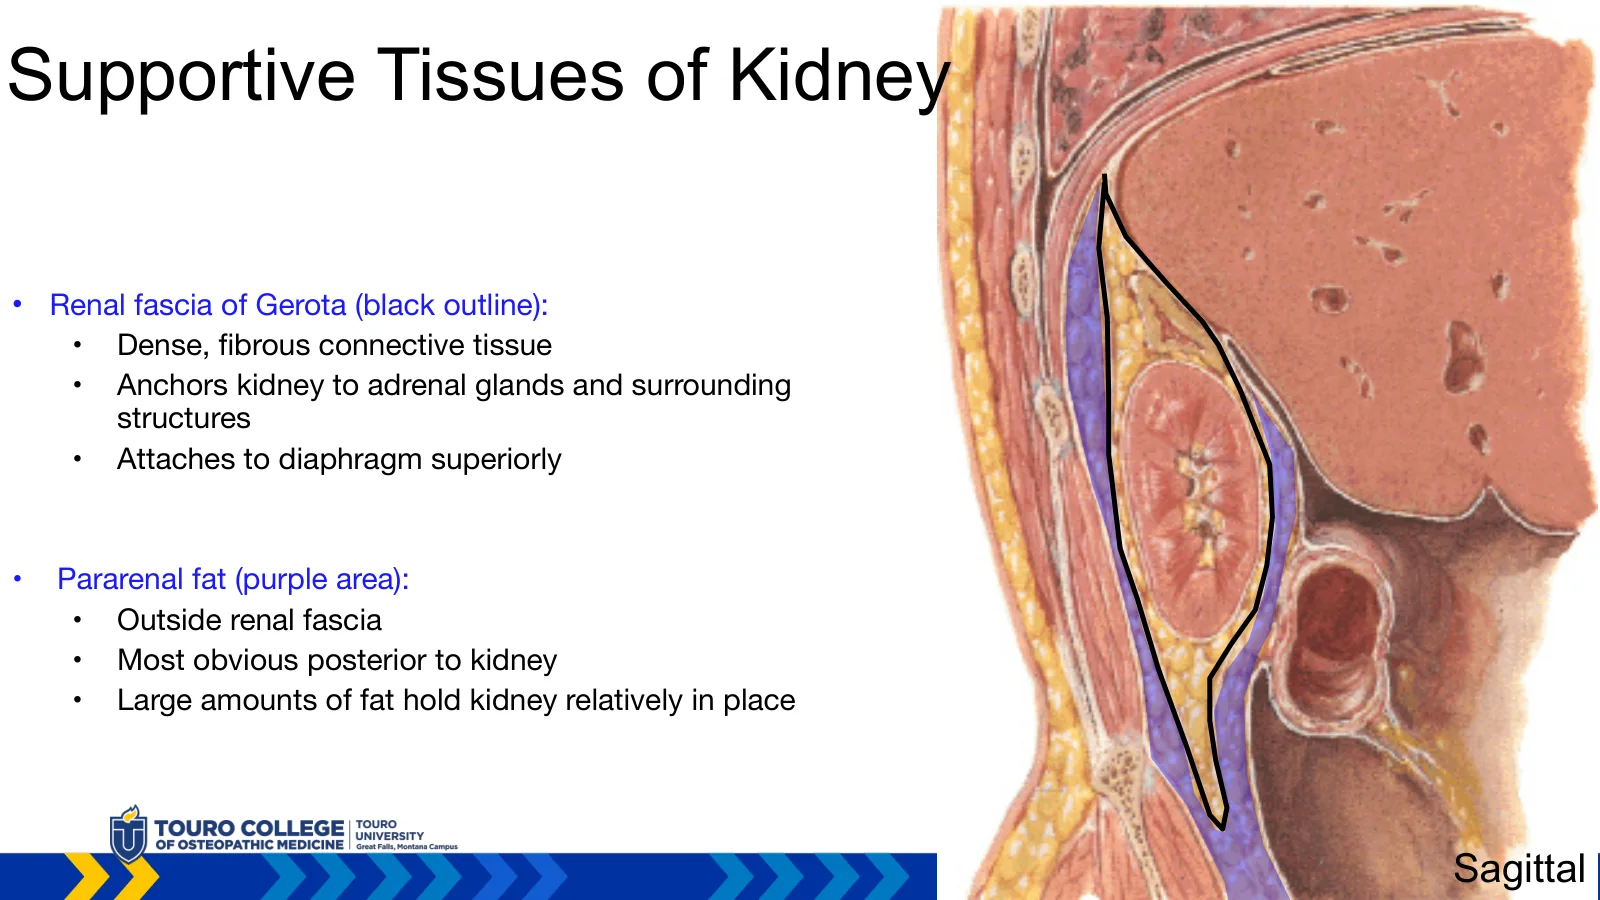 Supportive Tissues of Kidney
• Renal fascia of Gerota (black outline):
• Dense, fibrous connective tissue
• Anchors kidney to adrenal glands and surrounding
structures
• Attaches to diaphragm superiorly
• Pararenal fat (purple area):
• Outside renal fascia
• Most obvious posterior to kidney
• Large amounts of fat hold kidney relatively in place
TOURO COLLEGE
OF OSTEOPATHIC MEDICINE
TOURO
UNIVERSITY
Great Falls, Montana Campus
Sagittal